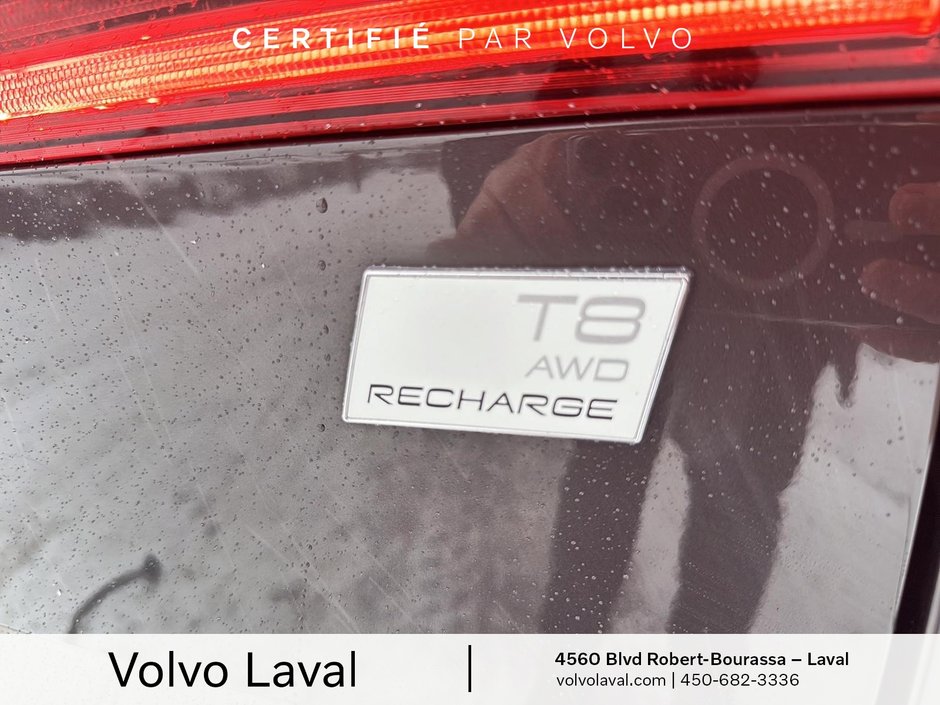 CERTIFIÉ PAR VOLVO
T8
AWD
RECHARGE
Volvo Laval
4560 Blvd Robert-Bourassa – Laval
volvolaval.com | 450-682-3336